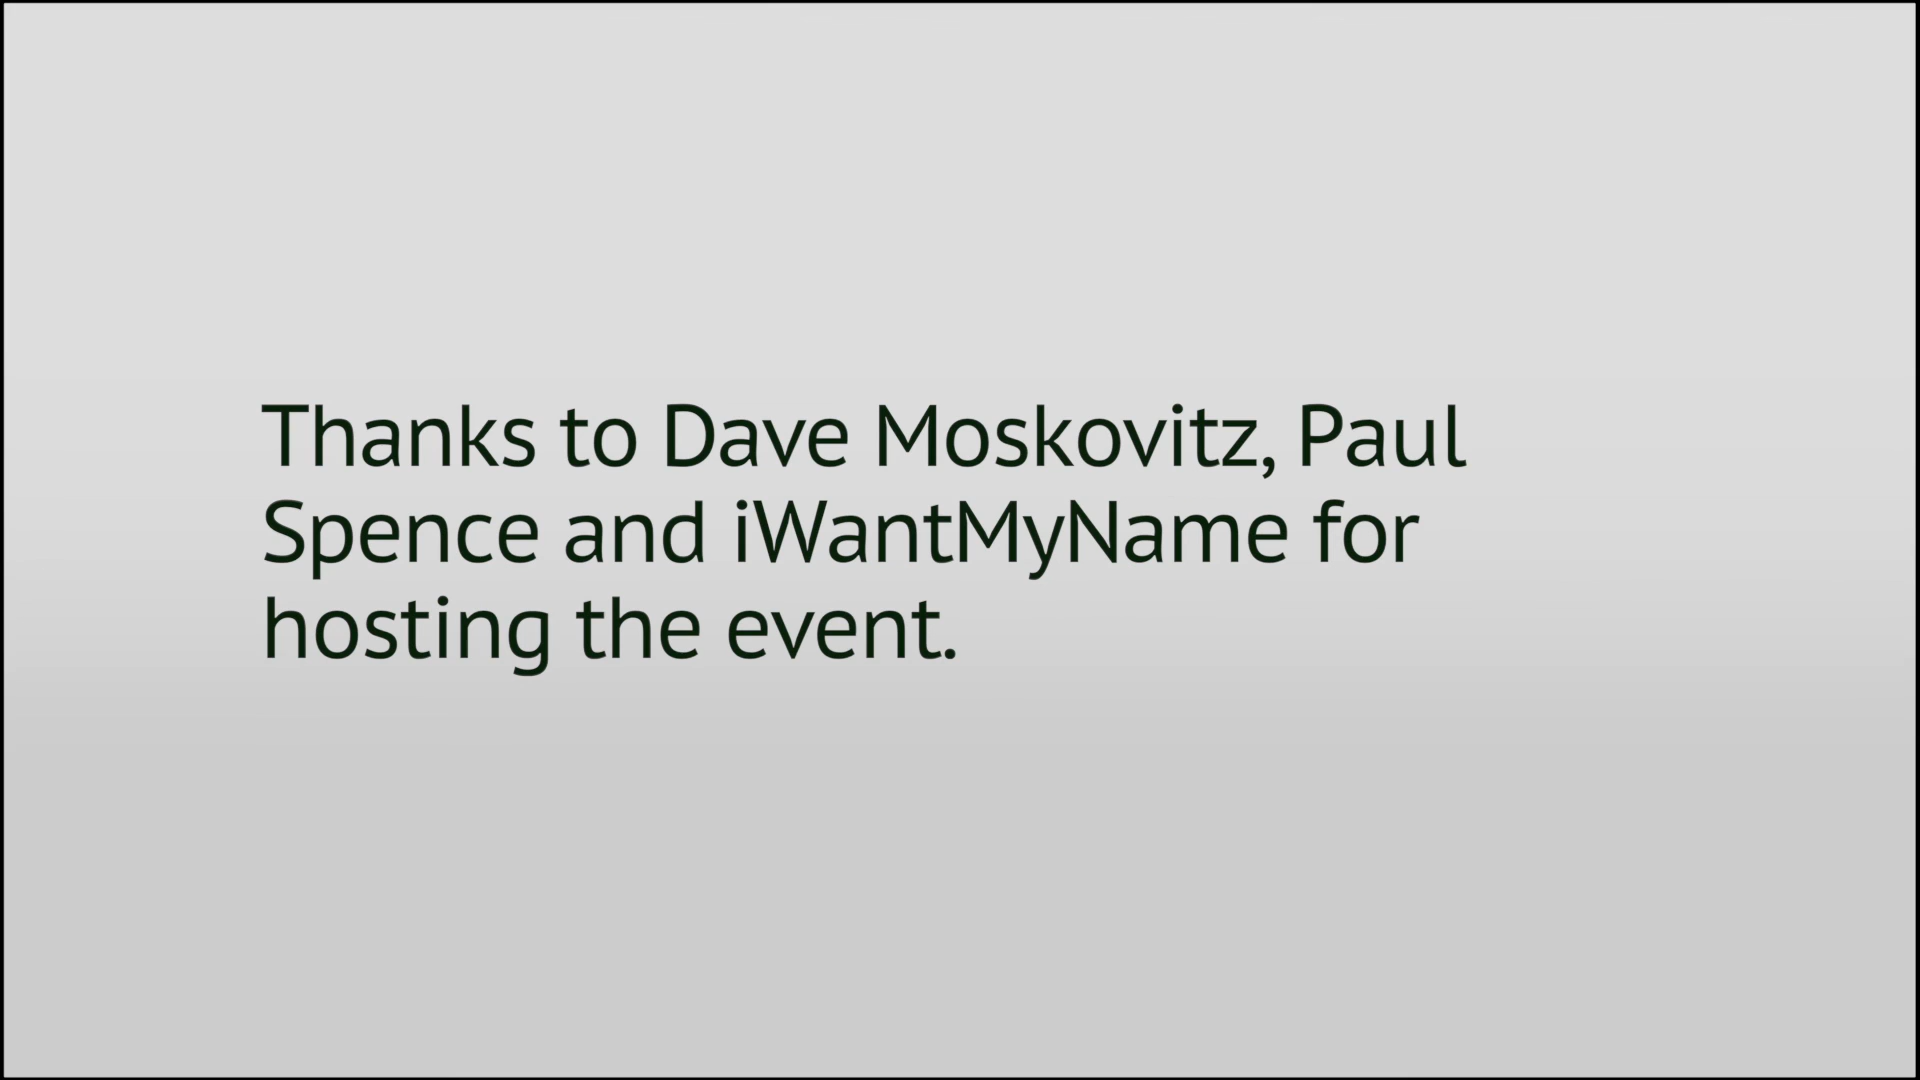 Thanks to Dave Moskovitz, Paul
Spence and iWantMyName for
hosting the event.